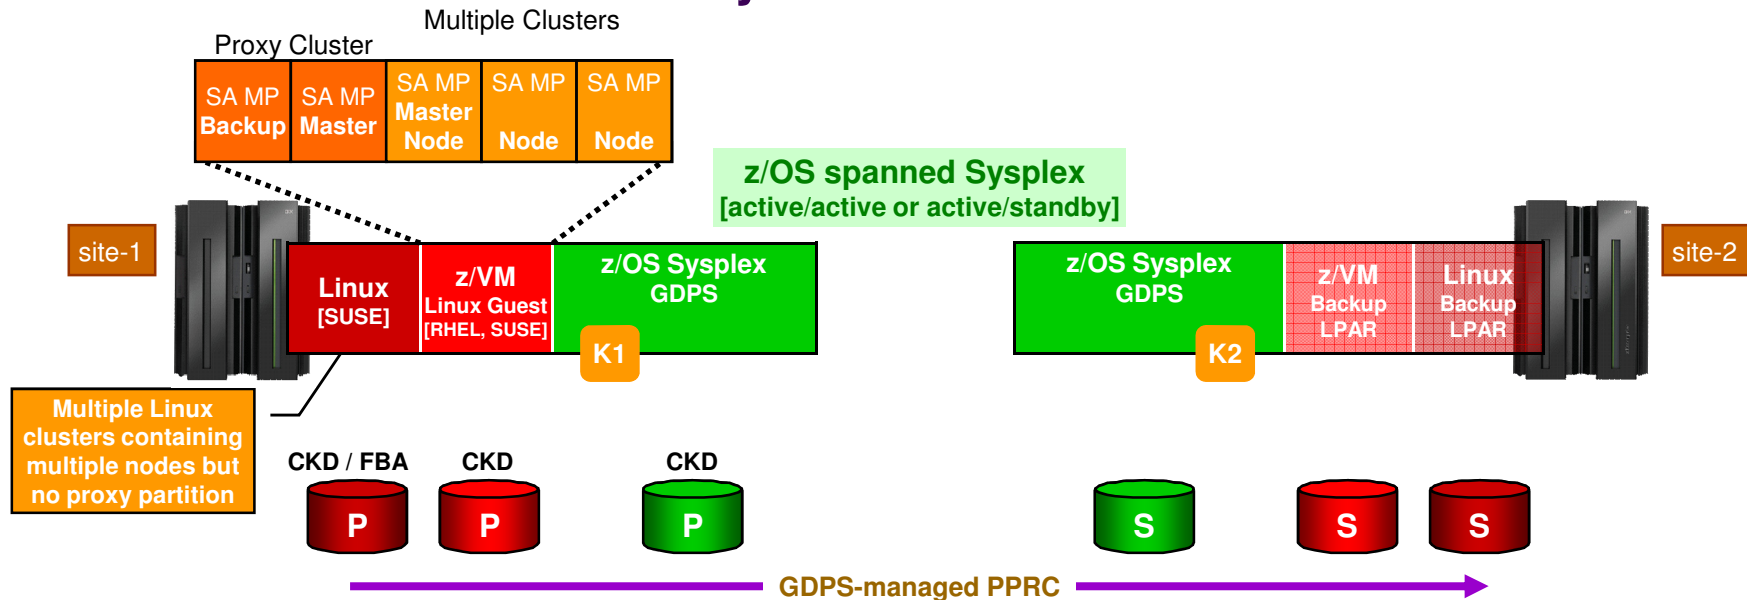 Multiple Clusters
Proxy Cluster
SA MP
Backup
SA MP
Master
SA MP
Master
Node
SA MP
Node
SA MP
Node
z/OS spanned Sysplex
[active/active or active/standby]
site-1
Linux
[SUSE]
z/VM
Linux Guest
[RHEL, SUSE]
z/OS Sysplex
GDPS
K1
z/OS Sysplex
GDPS
K2
z/VM
Backup
LPAR
Linux
Backup
LPAR
site-2
Multiple Linux
clusters containing
multiple nodes but
no proxy partition
CKD / FBA
CKD
CKD
P
P
P
S
S
S
GDPS-managed PPRC